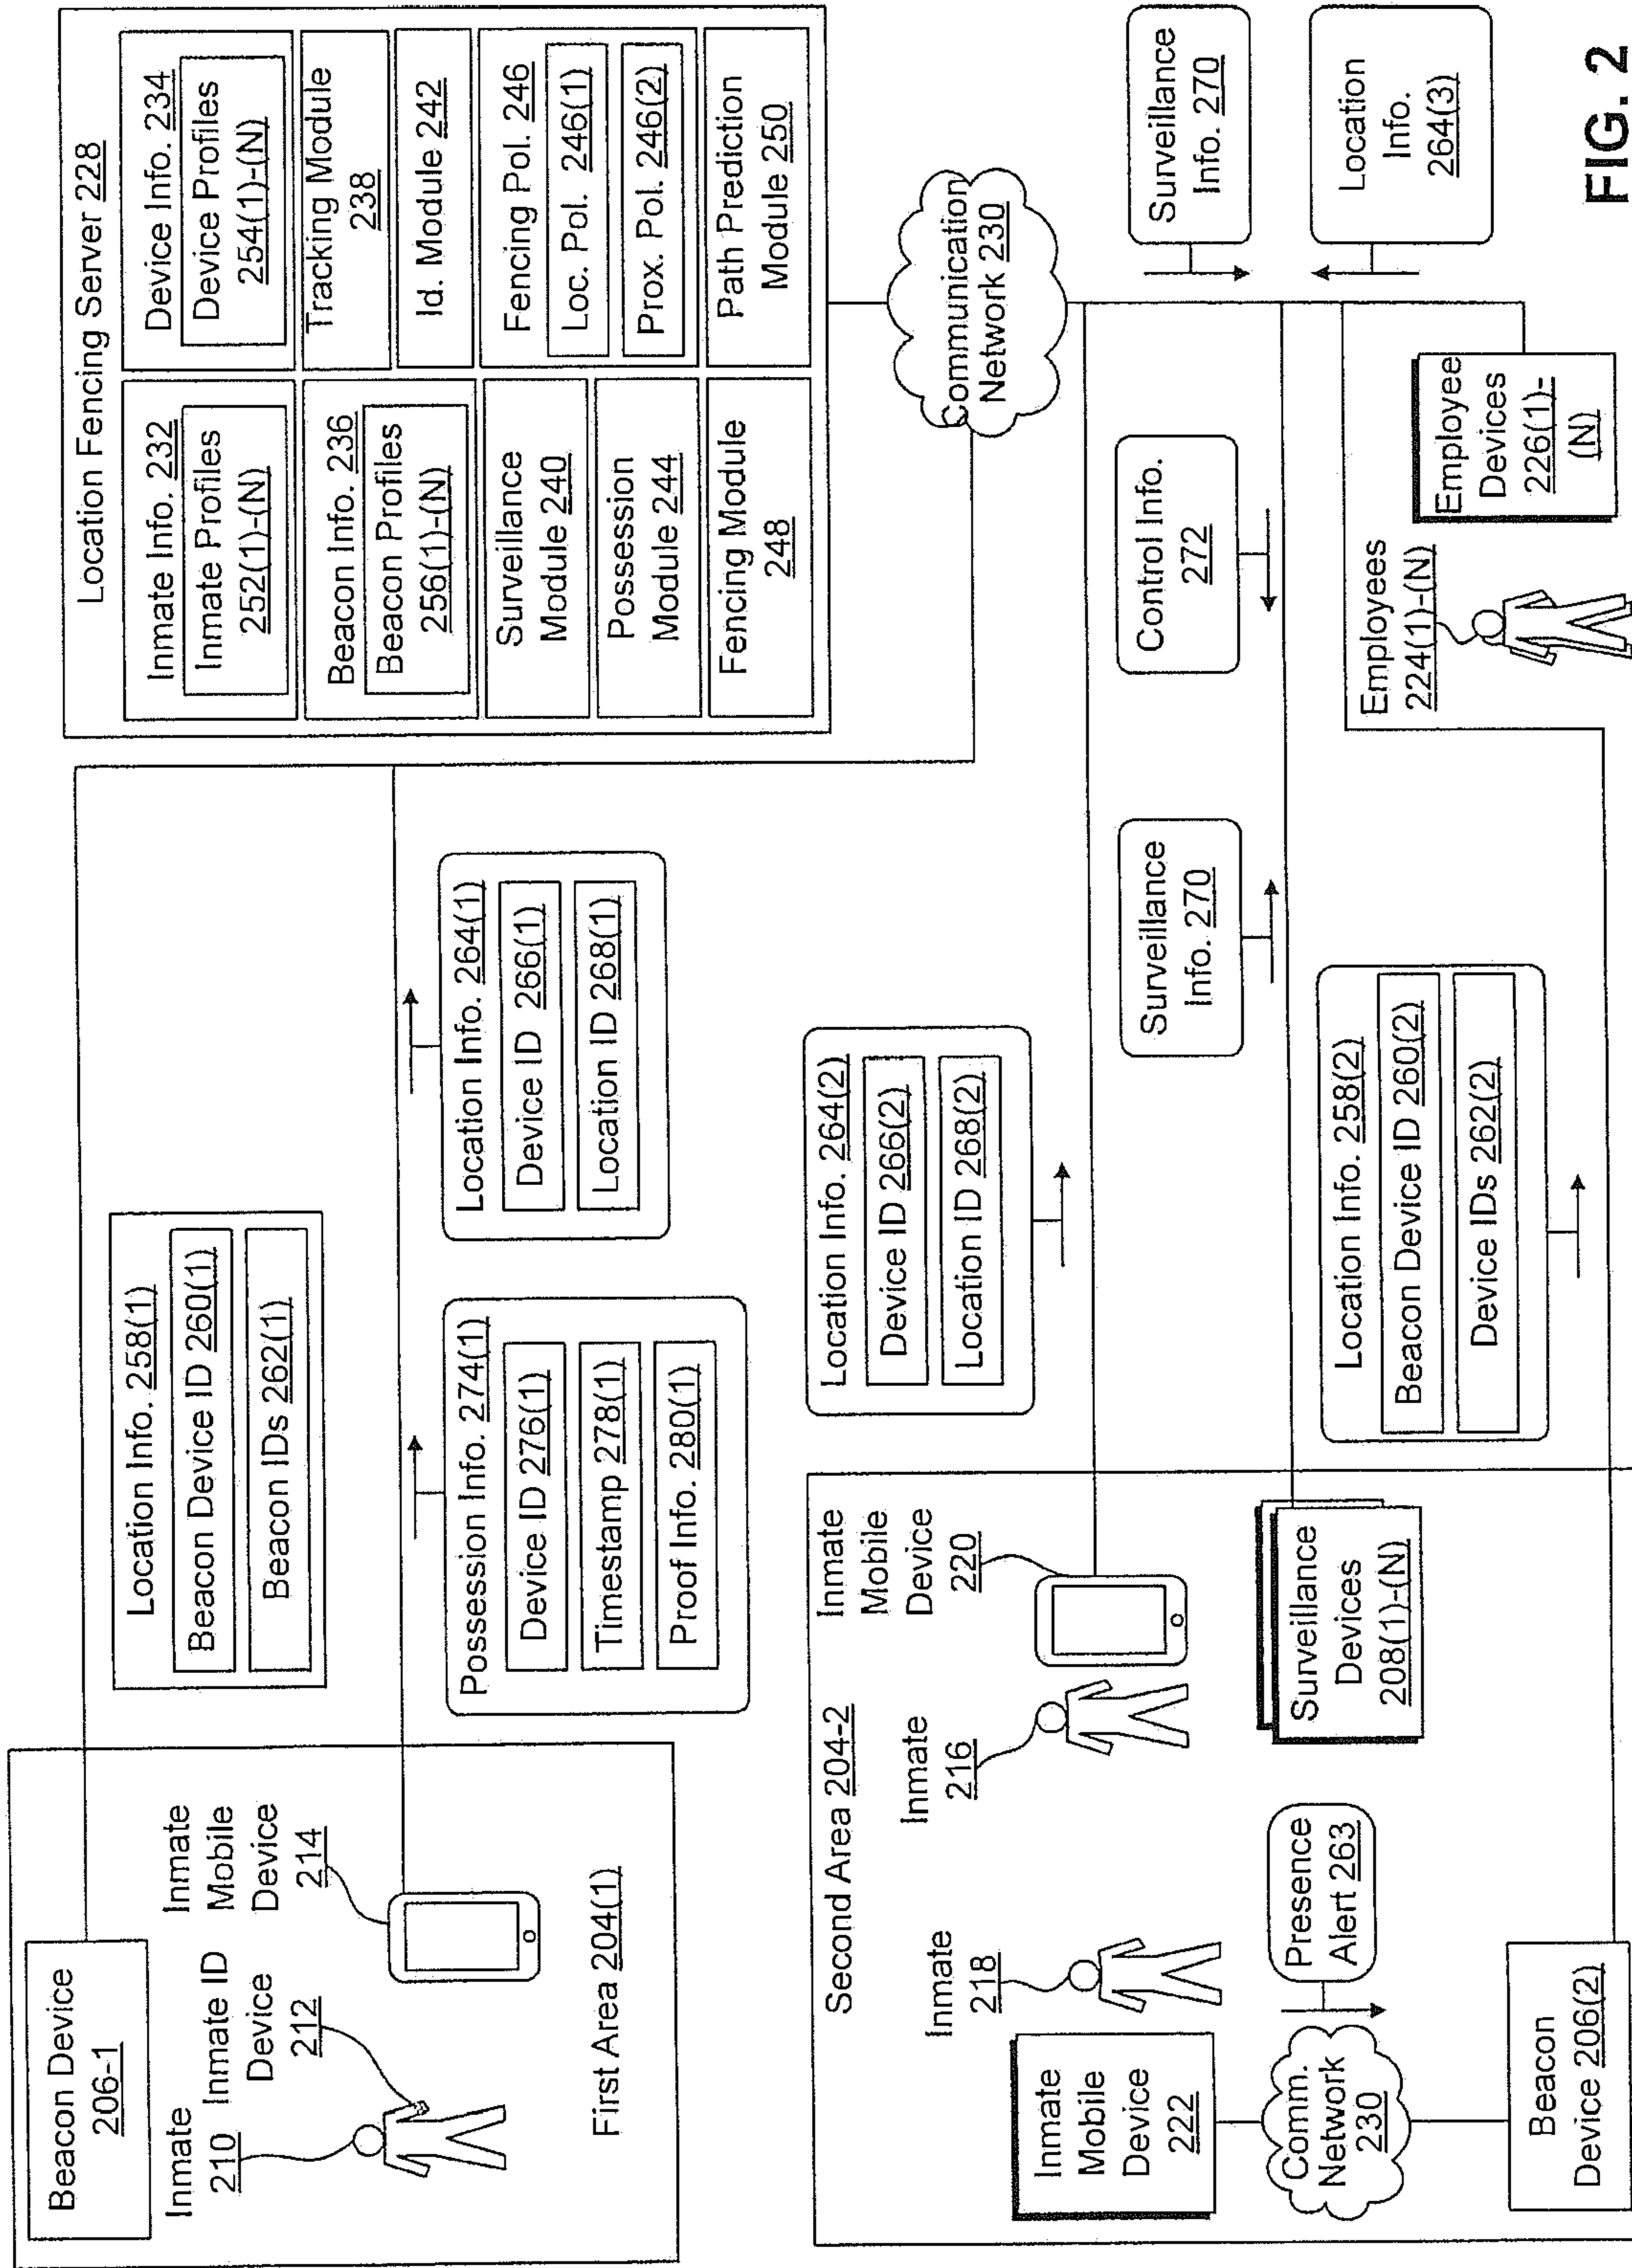 Beacon Device
206-1
Inmate
210
Inmate ID
Device
212
Inmate
Mobile
Device
214
First Area 204(1)
Location Info. 258(1)
Beacon Device ID 260(1)
Beacon IDs 262(1)
Possession Info. 274(1)
Device ID 276(1)
Timestamp 278(1)
Proof Info. 280(1)
Location Info. 264(1)
Device ID 266(1)
Location ID 268(1)
Location Fencing Server 228
Inmate Info. 232
Inmate Profiles
252(1)-(N)
Device Info. 234
Device Profiles
254(1)-(N)
Beacon Info. 236
Beacon Profiles
256(1)-(N)
Tracking Module
238
Surveillance
Module 240
Id. Module 242
Possession
Module 244
Fencing Pol. 246
Loc. Pol. 246(1)
Prox. Pol. 246(2)
Fencing Module
248
Path Prediction
Module 250
Communication
Network 230
Second Area 204-2
Inmate
218
Inmate
216
Inmate
Mobile
Device
220
Inmate
Mobile
Device
222
Comm.
Network
230
Presence
Alert 263
Beacon
Device 206(2)
Surveillance
Devices
208(1)-(N)
Location Info. 264(2)
Device ID 266(2)
Location ID 268(2)
Surveillance
Info. 270
Control Info.
272
Location Info. 258(2)
Beacon Device ID 260(2)
Device IDs 262(2)
Employees
224(1)-(N)
Employee
Devices
226(1)-
(N)
Surveillance
Info. 270
Location
Info.
264(3)
FIG. 2